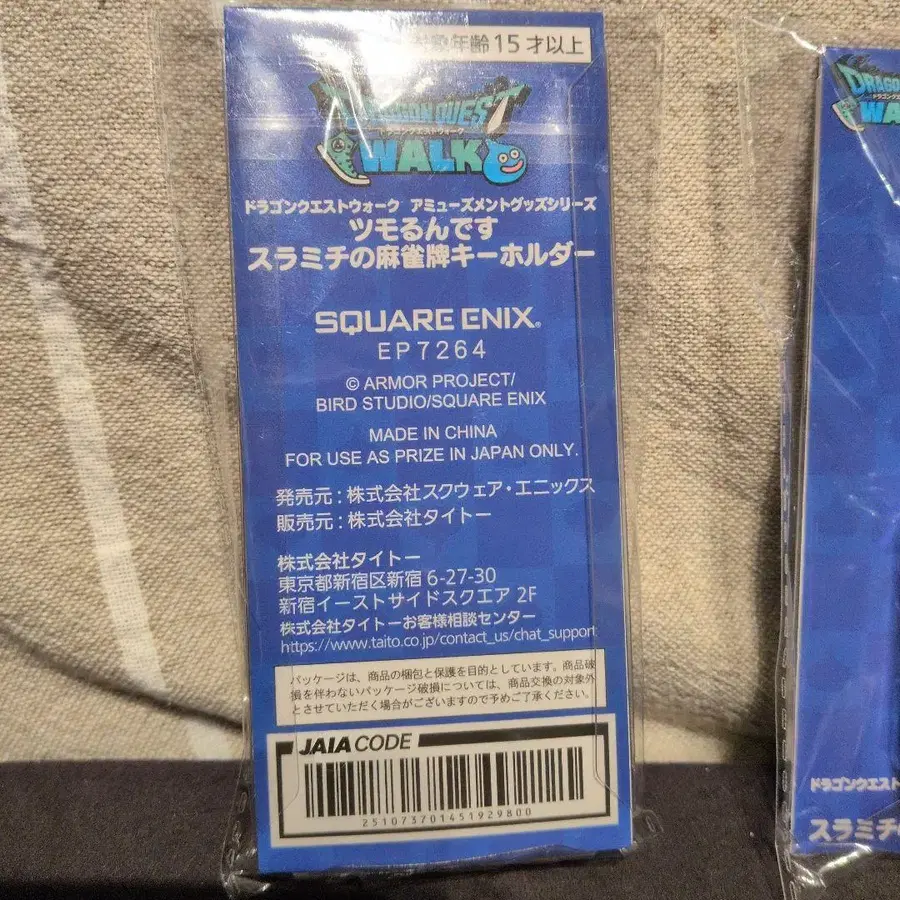 対象年齢15才以上
DRAGON QUEST
ドラゴンクエストウォーク
WALK
ドラゴンクエストウォーク アミューズメントグッズシリーズ
ツモるんです
スラミチの麻雀牌キーホルダー
SQUARE ENIX®
EP7264
© ARMOR PROJECT/
BIRD STUDIO/SQUARE ENIX
MADE IN CHINA
FOR USE AS PRIZE IN JAPAN ONLY.
発売元:株式会社スクウェア・エニックス
販売元:株式会社タイトー
株式会社タイトー
東京都新宿区新宿 6-27-30
新宿イーストサイドスクエア 2F
株式会社タイトーお客様相談センター
https://www.taito.co.jp/contact_us/chat_support
パッケージは、商品の梱包と保護を目的としています。商品破
損を伴わないパッケージ破損については、商品交換の対象外
とさせていただく場合がございますので予めご了承ください。
JAIA CODE
2510737014519 29800
DRAGON
ドラゴンクエスト
WA
ドラゴンクエスト
スラミチの